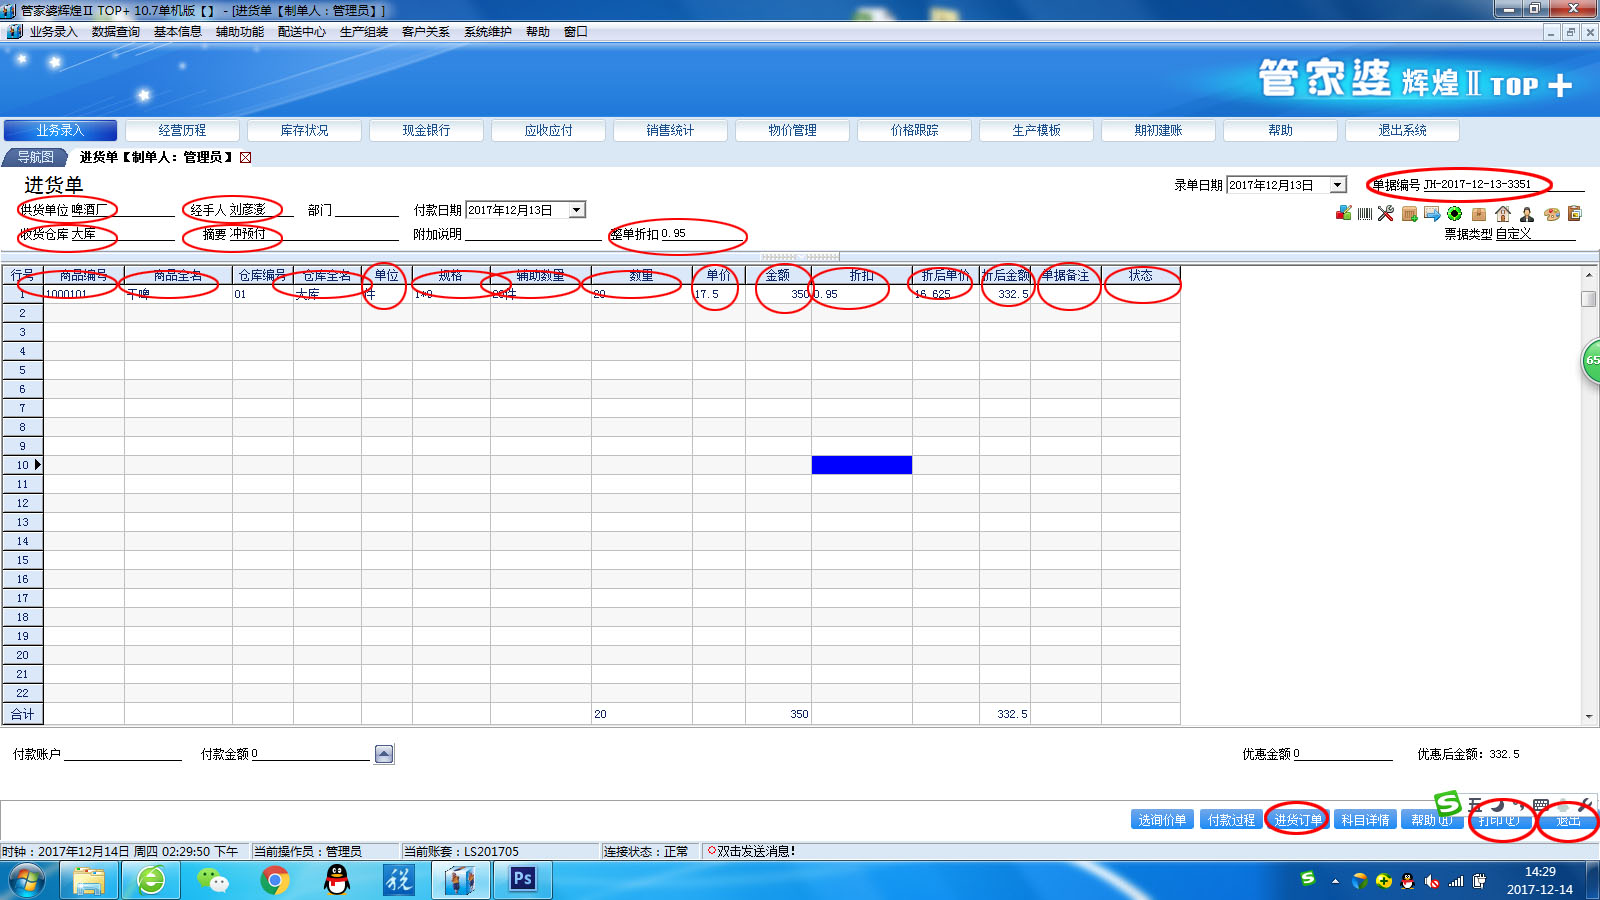 管家婆辉煌Ⅱ TOP+ 10.7单机版【】 - [进货单【制单人：管理员】]
业务录入 数据查询 基本信息 辅助功能 配送中心 生产组装 客户关系 系统维护 帮助 窗口
管家婆 辉煌Ⅱ TOP +
业务录入 经营历程 库存状况 现金银行 应收应付 销售统计 物价管理 价格跟踪 生产模板 期初建账 帮助 退出系统
导航图 进货单【制单人：管理员】
进货单
录单日期 2017年12月13日 单据编号 JH-2017-12-13-3351
供货单位 啤酒厂 经手人 刘彦澎 部门 付款日期 2017年12月13日
收货仓库 大库 摘要 冲预付 附加说明 整单折扣 0.95 票据类型 自定义
行号 商品编号 商品全名 仓库编号 仓库全名 单位 规格 辅助数量 数量 单价 金额 折扣 折后单价 折后金额 单据备注 状态
1 1000101 干啤 01 大库 件 1*9 20件 20 17.5 350 0.95 16.625 332.5
2
3
4
5
6
7
8
9
10
11
12
13
14
15
16
17
18
19
20
21
22
合计 20 350 332.5
65
付款账户 付款金额 0 优惠金额 0 优惠后金额: 332.5
选询价单 付款过程 进货订单 科目详情 帮助(H) 打印(P) 退出
时钟：2017年12月14日 周四 02:29:50 下午 当前操作员：管理员 当前账套：LS201705 连接状态：正常 双击发送消息!
税 Ps
14:29
2017-12-14